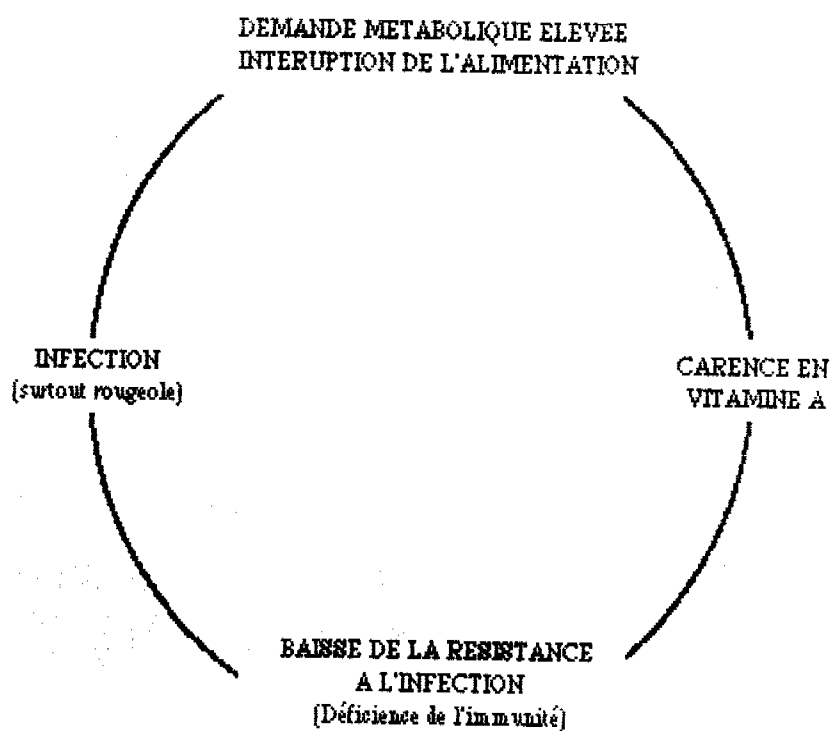 DEMANDE METABOLIQUE ELEVEE
INTERUPTION DE L'ALIMENTATION
INFECTION
(surtout rougeole)
CARENCE EN
VITAMINE A
BAISSE DE LA RESISTANCE
A L'INFECTION
(Déficience de l'immunité)